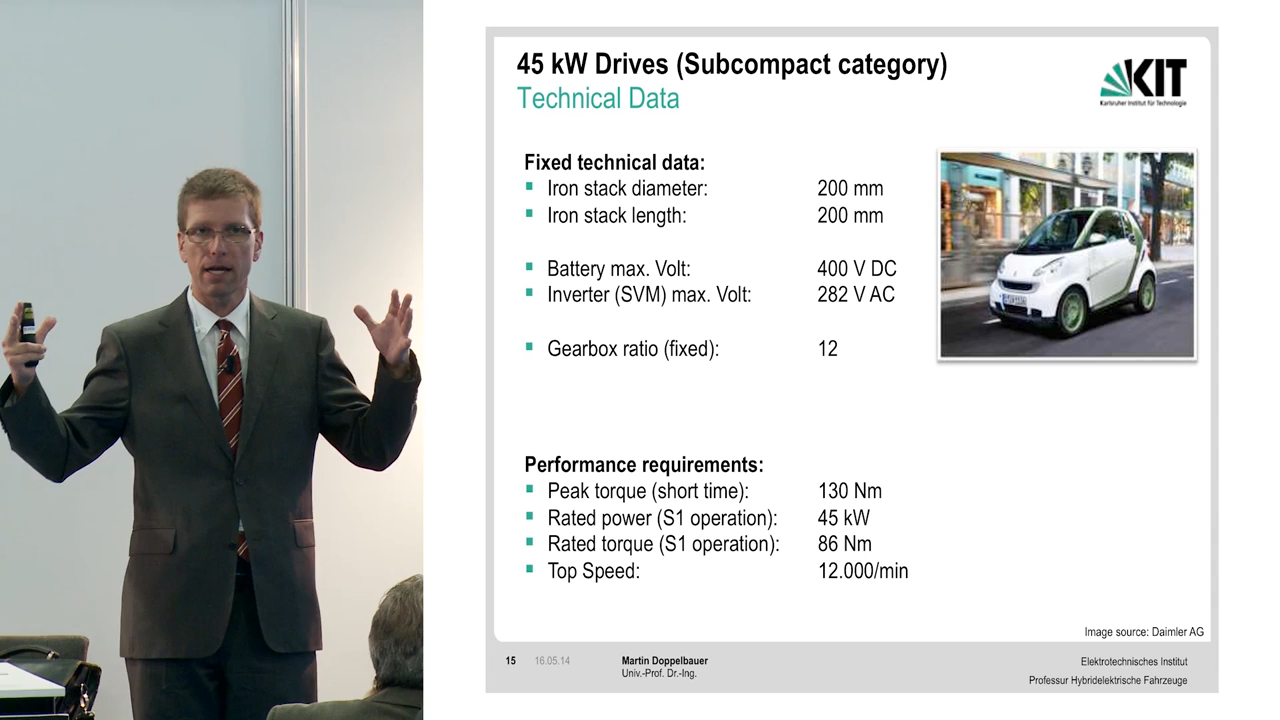 45 kW Drives (Subcompact category)
Technical Data
KIT
Karlsruher Institut für Technologie
Fixed technical data:
Iron stack diameter: 200 mm
Iron stack length: 200 mm
Battery max. Volt: 400 V DC
Inverter (SVM) max. Volt: 282 V AC
Gearbox ratio (fixed): 12
Performance requirements:
Peak torque (short time): 130 Nm
Rated power (S1 operation): 45 kW
Rated torque (S1 operation): 86 Nm
Top Speed: 12.000/min
Image source: Daimler AG
15 16.05.14 Martin Doppelbauer Elektrotechnisches Institut
Univ.-Prof. Dr.-Ing. Professur Hybridelektrische Fahrzeuge